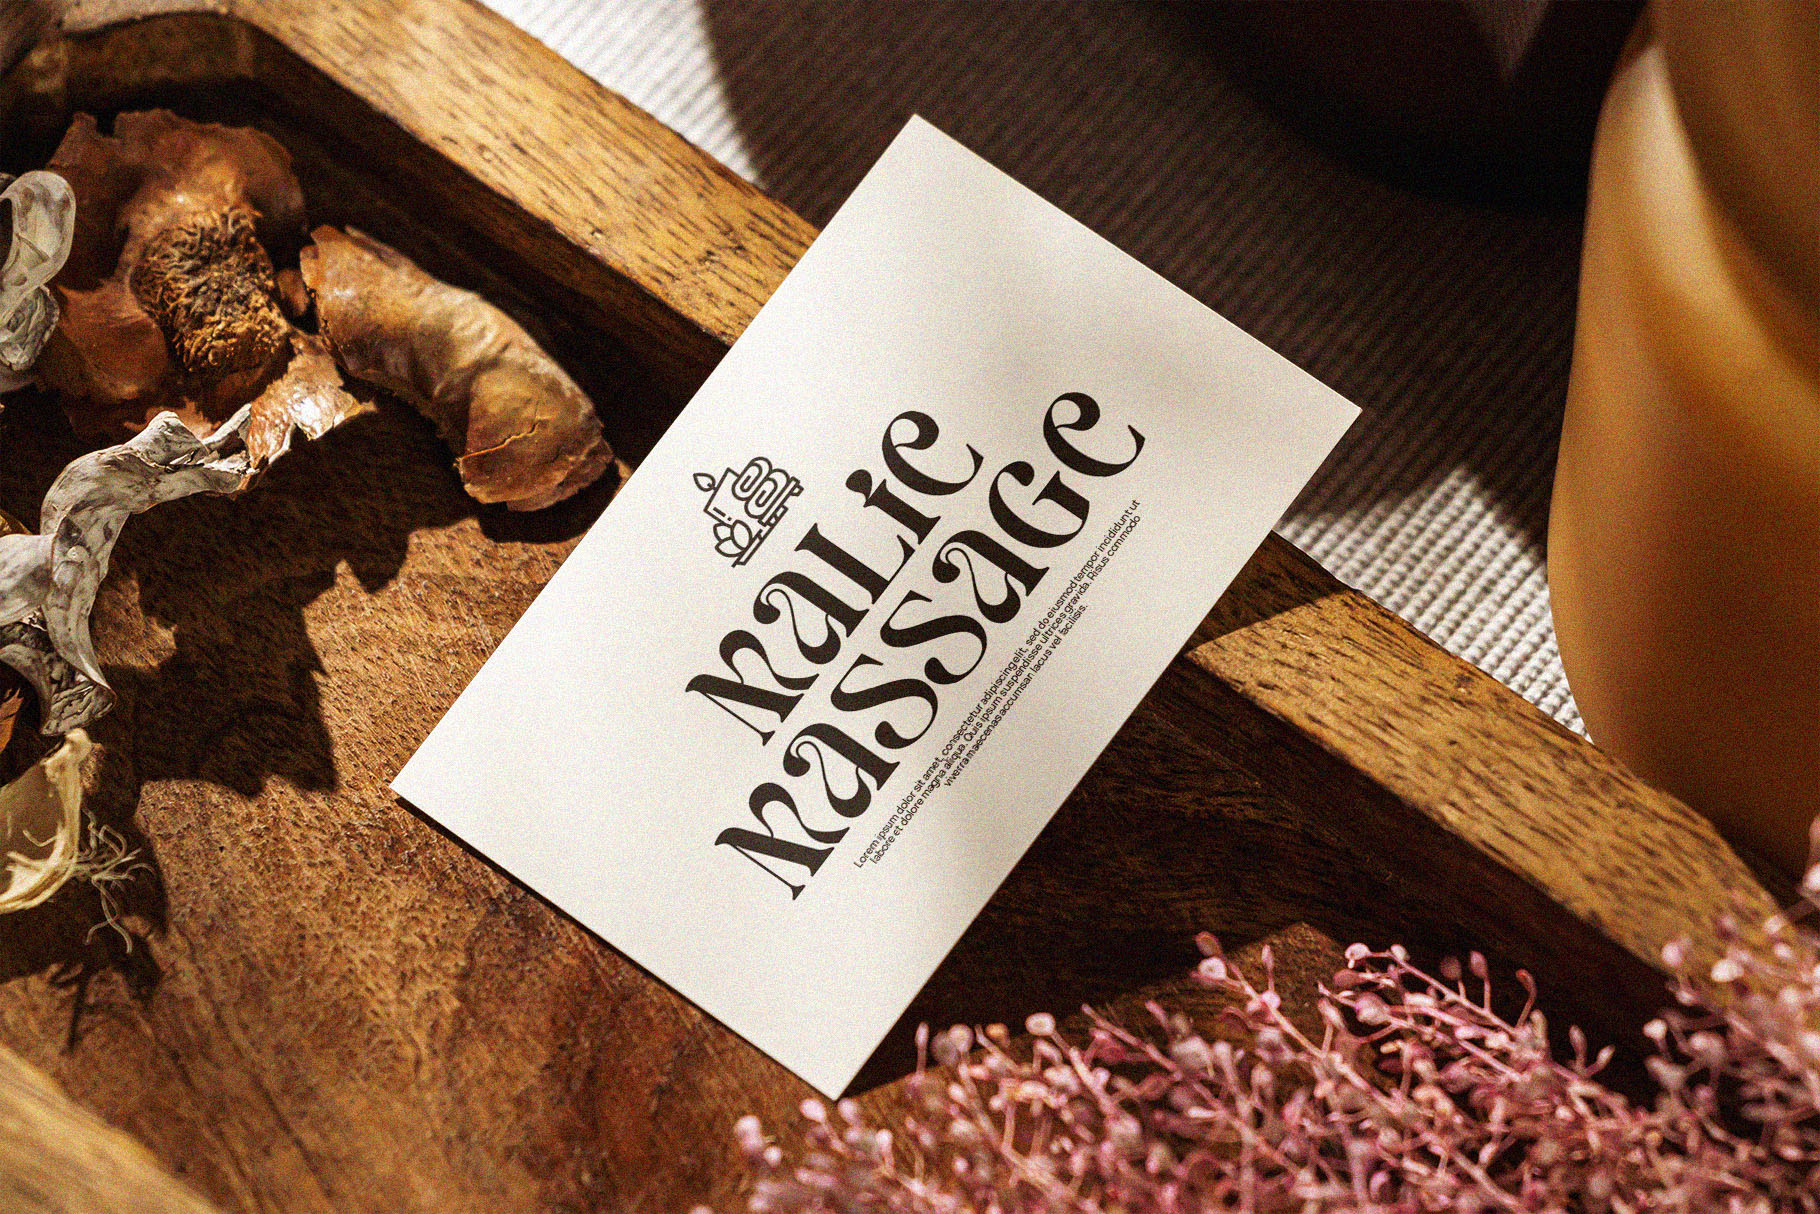 MALIC
MASSAGE
Lorem ipsum dolor sit amet, consectetur adipiscing elit, sed do eiusmod tempor incididunt ut
labore et dolore magna aliqua. Quis ipsum suspendisse ultrices gravida. Risus commodo
viverra maecenas accumsan lacus vel facilisis.